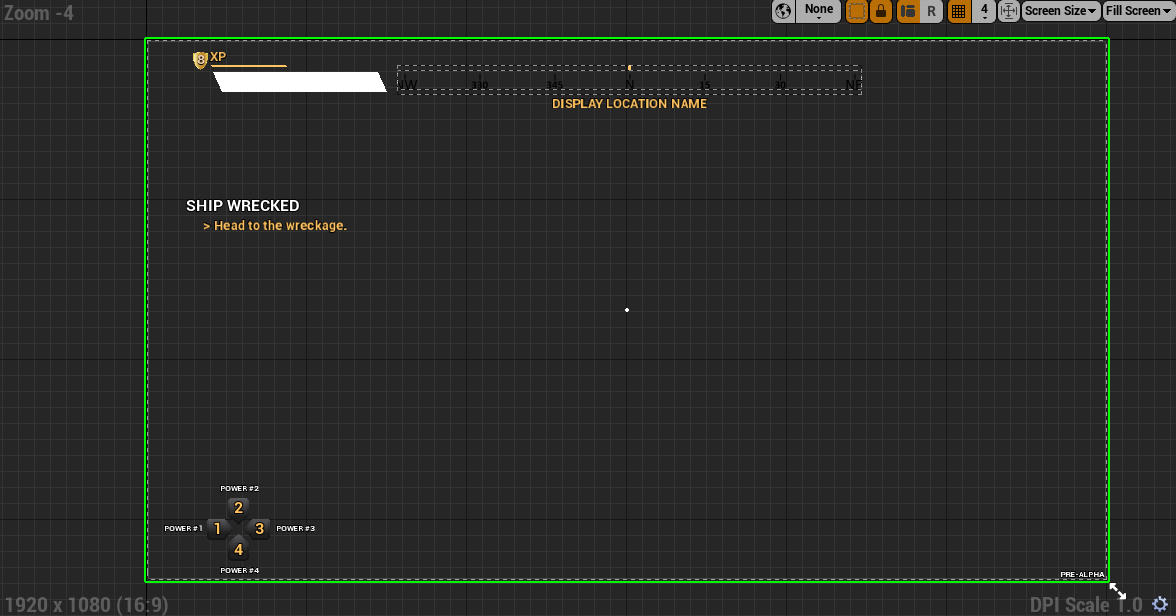 Zoom -4
None
R
4
Screen Size
Fill Screen
8
XP
330
345
N
15
30
DISPLAY LOCATION NAME
SHIP WRECKED
> Head to the wreckage.
POWER #2
2
POWER #1
1
3
POWER #3
4
POWER #4
PRE-ALPHA
1920 x 1080 (16:9)
DPI Scale 1.0